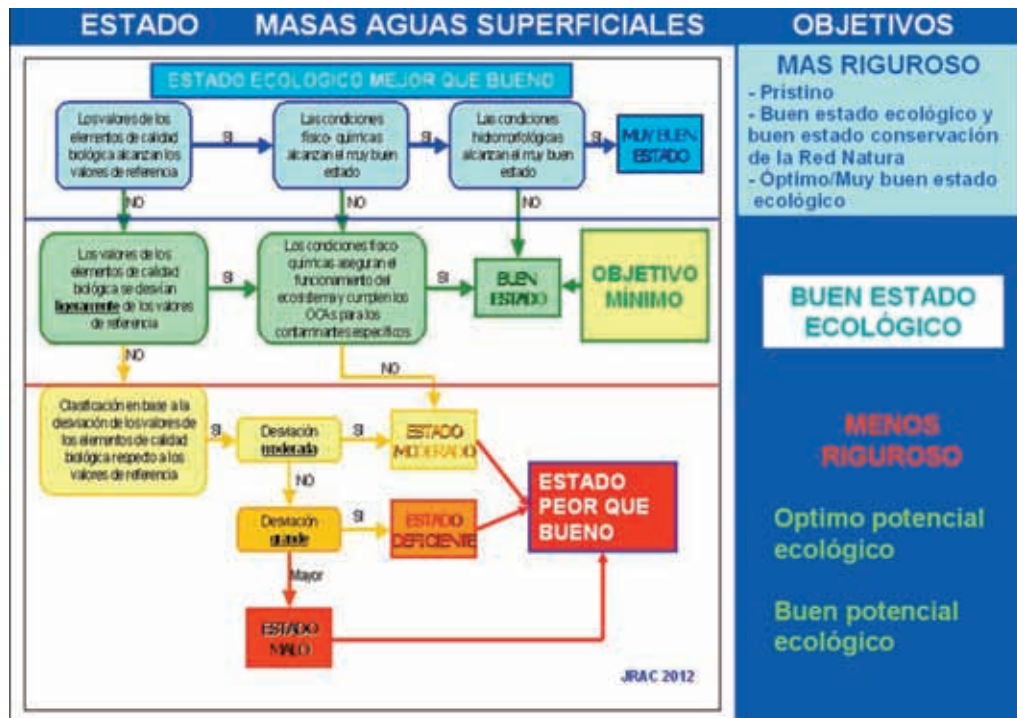 ESTADO MASAS AGUAS SUPERFICIALES
OBJETIVOS
ESTADO ECOLOGICO MEJOR QUE BUENO
Los valores de los
elementos de calidad
biológica alcanzan los
valores de referencia
SI
Las condiciones
físico- químicas
alcanzan el muy buen
estado
SI
Las condiciones
hidromorfológicas
alcanzan el muy buen
estado
SI
MUY BUEN
ESTADO
NO
NO
NO
Los valores de los
elementos de calidad
biológica se desvían
ligeramente de los valores
de referencia
SI
Los condiciones físico
químicas aseguran el
funcionamento del
ecosistema y cumplen los
OCAs para los
contaminantes específicos
SI
BUEN
ESTADO
OBJETIVO
MÍNIMO
NO
NO
Clasificación en base a la
desviación de los valores de
los elementos de calidad
biológica respecto a los
valores de referencia
SI
Desviación
moderada
SI
ESTADO
MODERADO
NO
Desviación
grande
SI
ESTADO
DEFICIENTE
ESTADO
PEOR QUE
BUENO
Mayor
ESTADO
MALO
JRAC 2012
MAS RIGUROSO
- Pristino
- Buen estado ecológico y
buen estado conservación
de la Red Natura
- Óptimo/Muy buen estado
ecológico
BUEN ESTADO
ECOLÓGICO
MENOS
RIGUROSO
Optimo potencial
ecológico
Buen potencial
ecológico